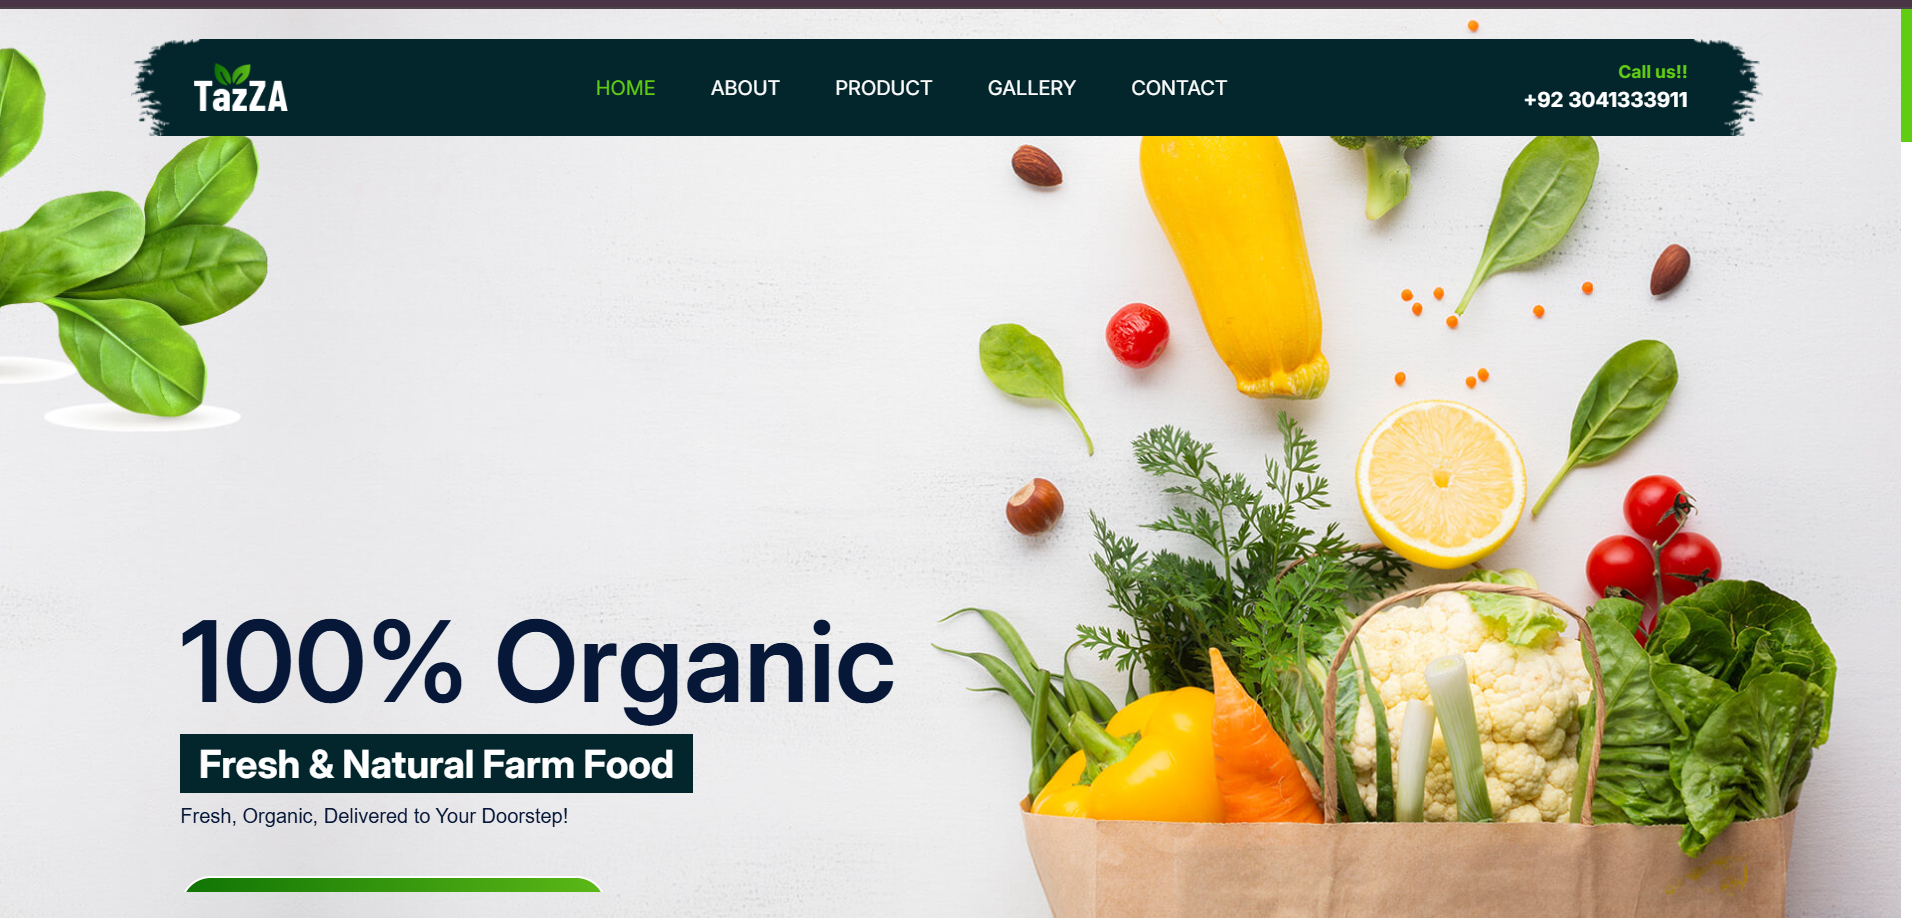 TazZA
HOME
ABOUT
PRODUCT
GALLERY
CONTACT
Call us!!
+92 3041333911
100% Organic
Fresh & Natural Farm Food
Fresh, Organic, Delivered to Your Doorstep!